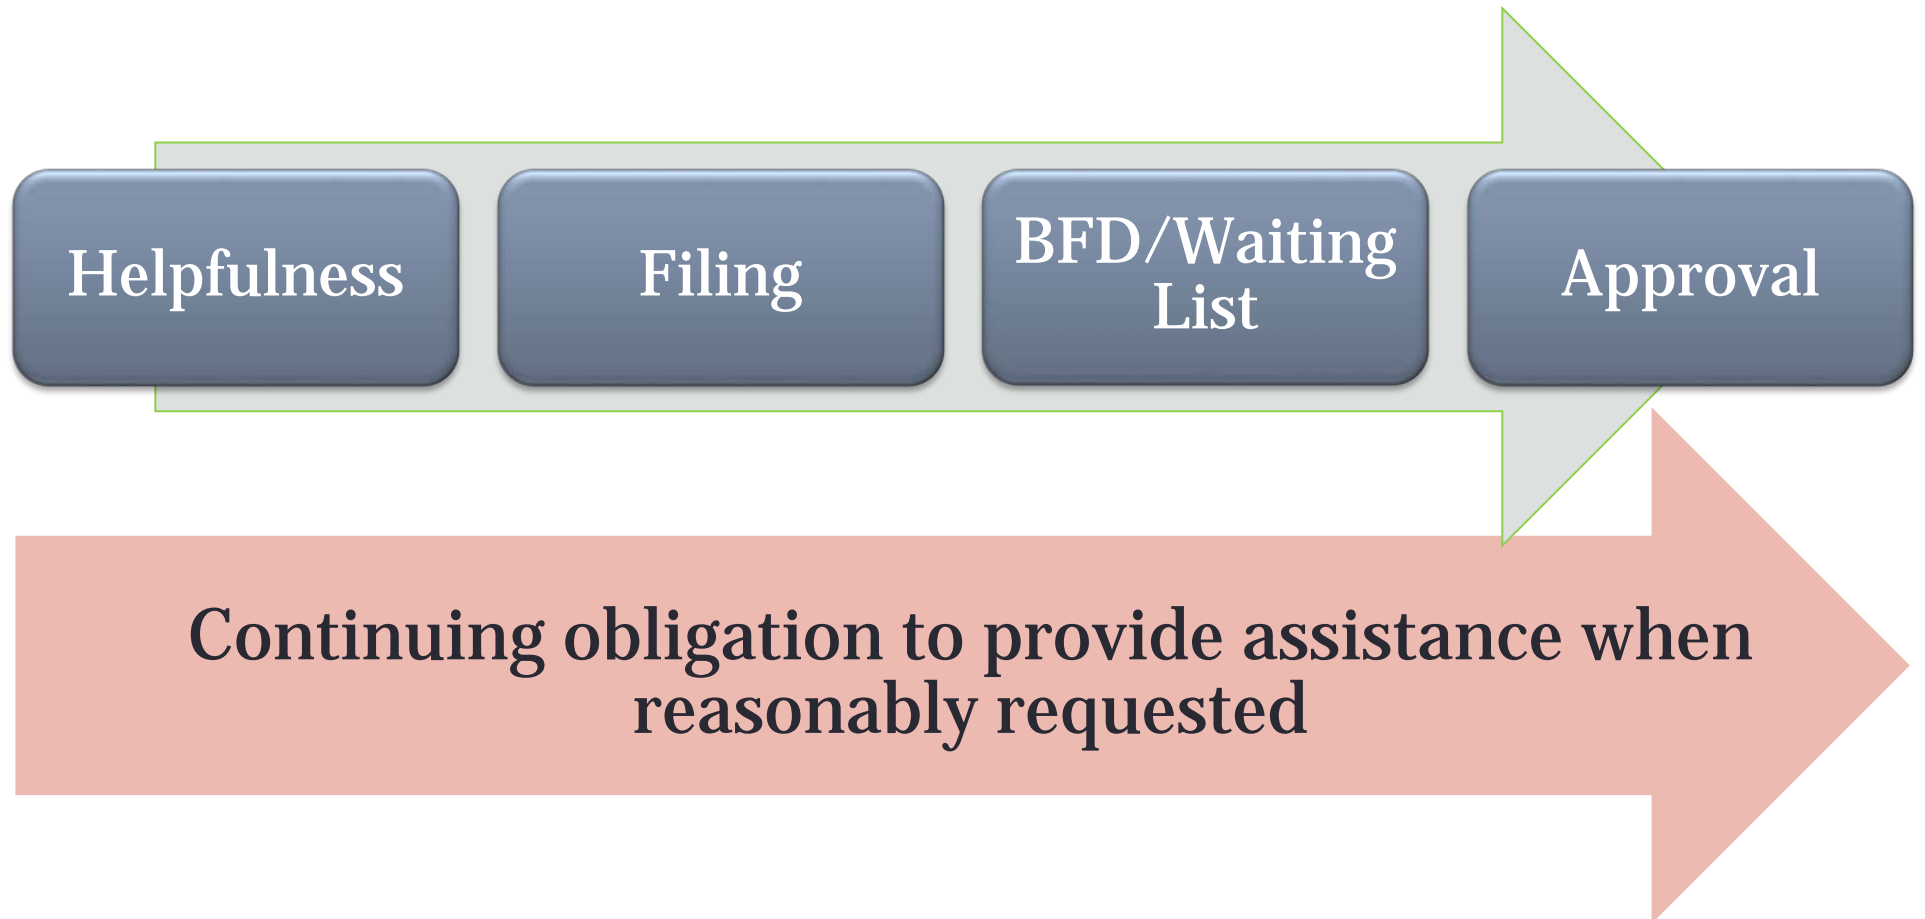 Helpfulness
Filing
BFD/Waiting
List
Approval
Continuing obligation to provide assistance when
reasonably requested